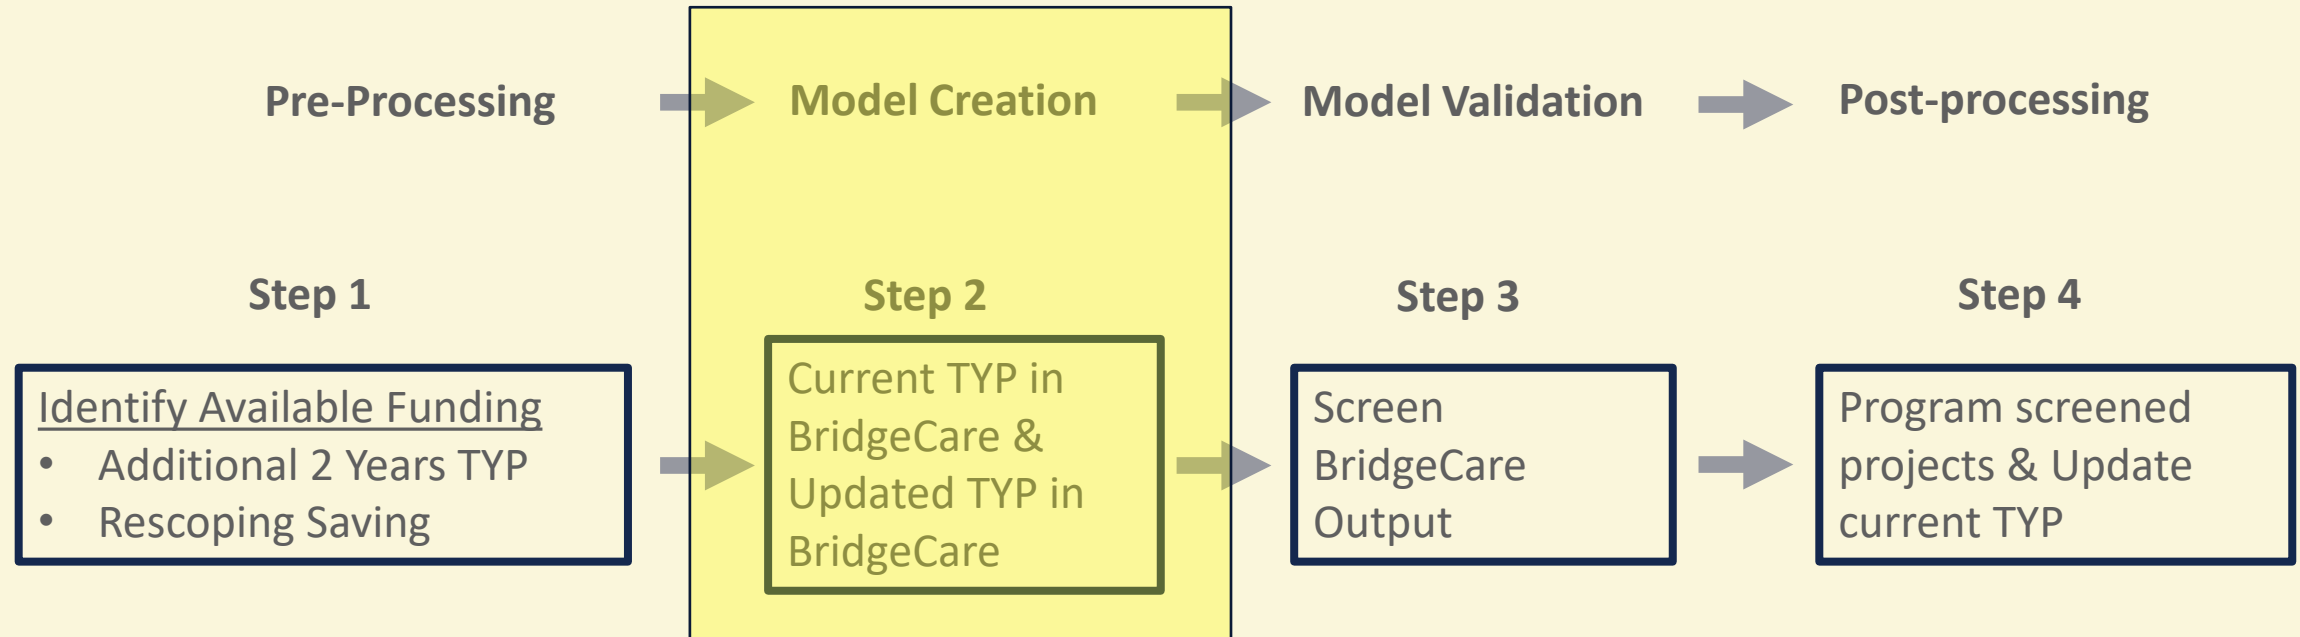 Pre-Processing
Model Creation
Model Validation
Post-processing
Step 1
Step 2
Step 3
Step 4
Identify Available Funding
• Additional 2 Years TYP
• Rescoping Saving
Current TYP in
BridgeCare &
Updated TYP in
BridgeCare
Screen
BridgeCare
Output
Program screened
projects & Update
current TYP